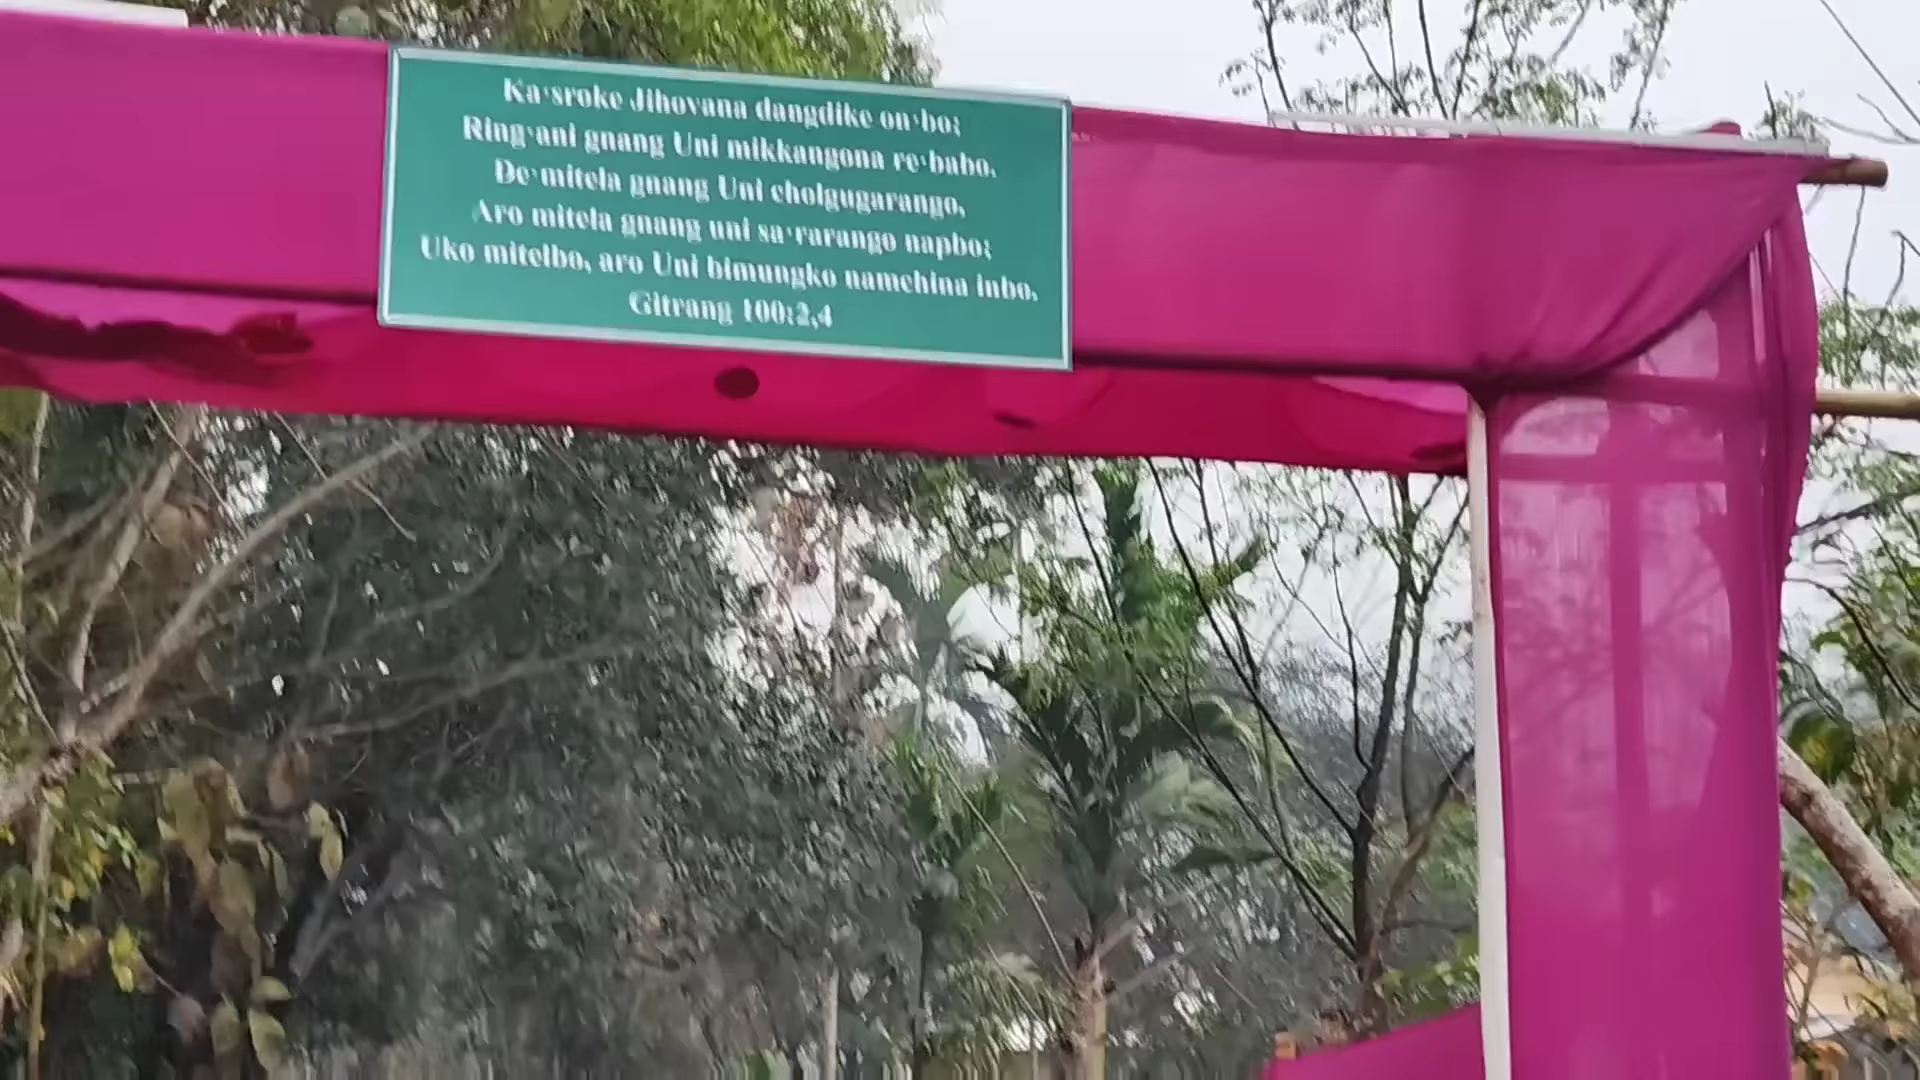 Ka·sroke Jihovana dangdike on·bo;
Ring·ani gnang Uni mikkangona re·babo.
De·mitela gnang Uni cholgugarango,
Aro mitela gnang uni sa·rarango napbo;
Uko mitelbo, aro Uni bimungko namchina inbo.
Gitrang 100:2,4